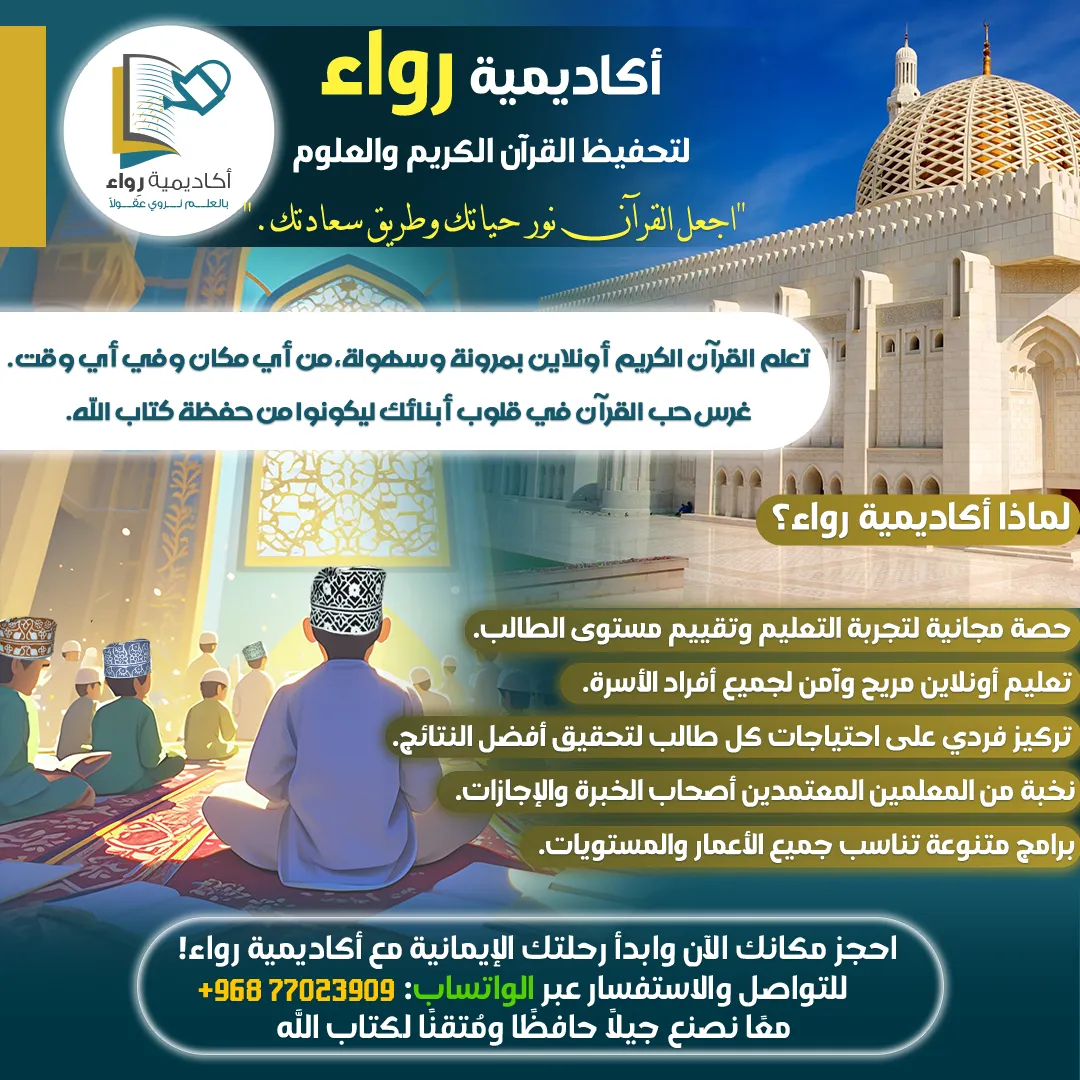 أكاديمية رواء
لتحفيظ القرآن الكريم والعلوم
"اجعل القرآن نور حياتك وطريق سعادتك . "
أكاديمية رواء
بالعلـــم نـــروي عقـــولاً
تعلم القرآن الكريم أونلاين بمرونة وسهولة، من أي مكان وفي أي وقت.
غرس حب القرآن في قلوب أبنائك ليكونوا من حفظة كتاب الله.
لماذا أكاديمية رواء؟
حصة مجانية لتجربة التعليم وتقييم مستوى الطالب.
تعليم أونلاين مريح وآمن لجميع أفراد الأسرة.
تركيز فردي على احتياجات كل طالب لتحقيق أفضل النتائج.
نخبة من المعلمين المعتمدين أصحاب الخبرة والإجازات.
برامج متنوعة تناسب جميع الأعمار والمستويات.
احجز مكانك الآن وابدأ رحلتك الإيمانية مع أكاديمية رواء!
للتواصل والاستفسار عبر الواتساب: 77023909 968+
معًا نصنع جيلاً حافظًا ومُتقنًا لكتاب الله